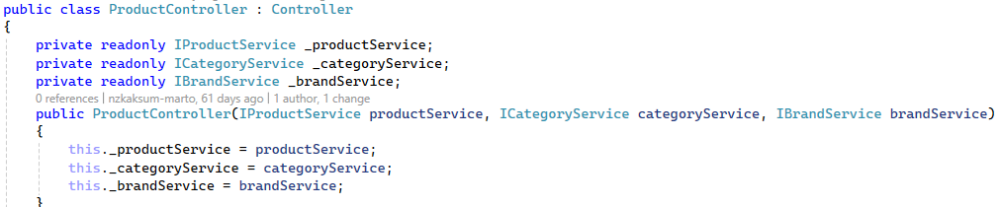 public class ProductController : Controller
{
private readonly IProductService _productService;
private readonly ICategoryService _categoryService;
private readonly IBrandService _brandService;
0 references | nzkaksum-marto, 61 days ago | 1 author, 1 change
public ProductController(IProductService productService, ICategoryService categoryService, IBrandService brandService)
{
this._productService = productService;
this._categoryService = categoryService;
this._brandService = brandService;
}